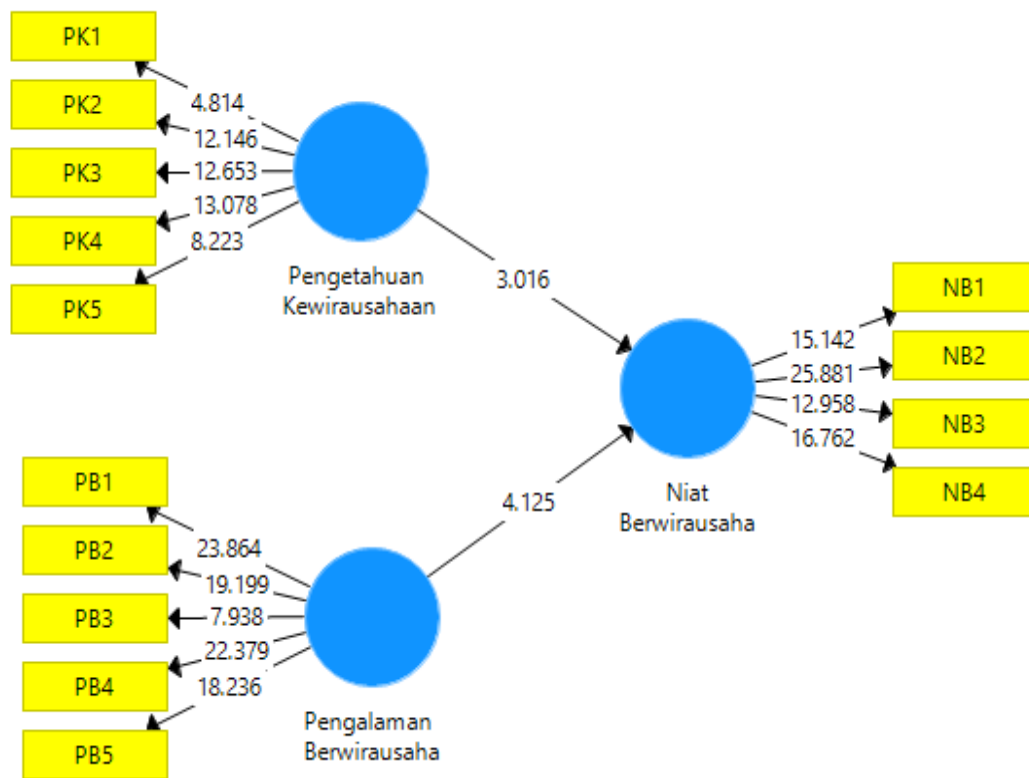 PK1
4.814
PK2
12.146
PK3
12.653
PK4
13.078
PK5
8.223
Pengetahuan
Kewirausahaan
3.016
PB1
23.864
PB2
19.199
PB3
7.938
PB4
22.379
PB5
18.236
Pengalaman
Berwirausaha
4.125
Niat
Berwirausaha
NB1
15.142
NB2
25.881
NB3
12.958
NB4
16.762